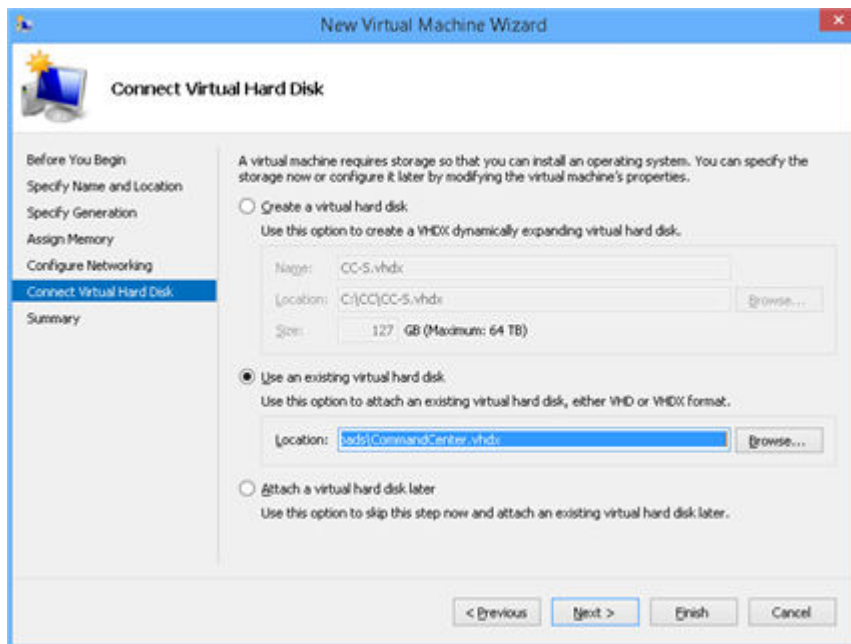 New Virtual Machine Wizard
Connect Virtual Hard Disk
Before You Begin
Specify Name and Location
Specify Generation
Assign Memory
Configure Networking
Connect Virtual Hard Disk
Summary
A virtual machine requires storage so that you can install an operating system. You can specify the
storage now or configure it later by modifying the virtual machine's properties.
Create a virtual hard disk
Use this option to create a VHDX dynamically expanding virtual hard disk.
Name: CC-S.vhdx
Location: C:\CC\CC-S.vhdx Browse...
Size: 127 GB (Maximum: 64 TB)
Use an existing virtual hard disk
Use this option to attach an existing virtual hard disk, either VHD or VHDX format.
Location: oads\CommandCenter.vhdx Browse...
Attach a virtual hard disk later
Use this option to skip this step now and attach an existing virtual hard disk later.
< Previous Next > Finish Cancel